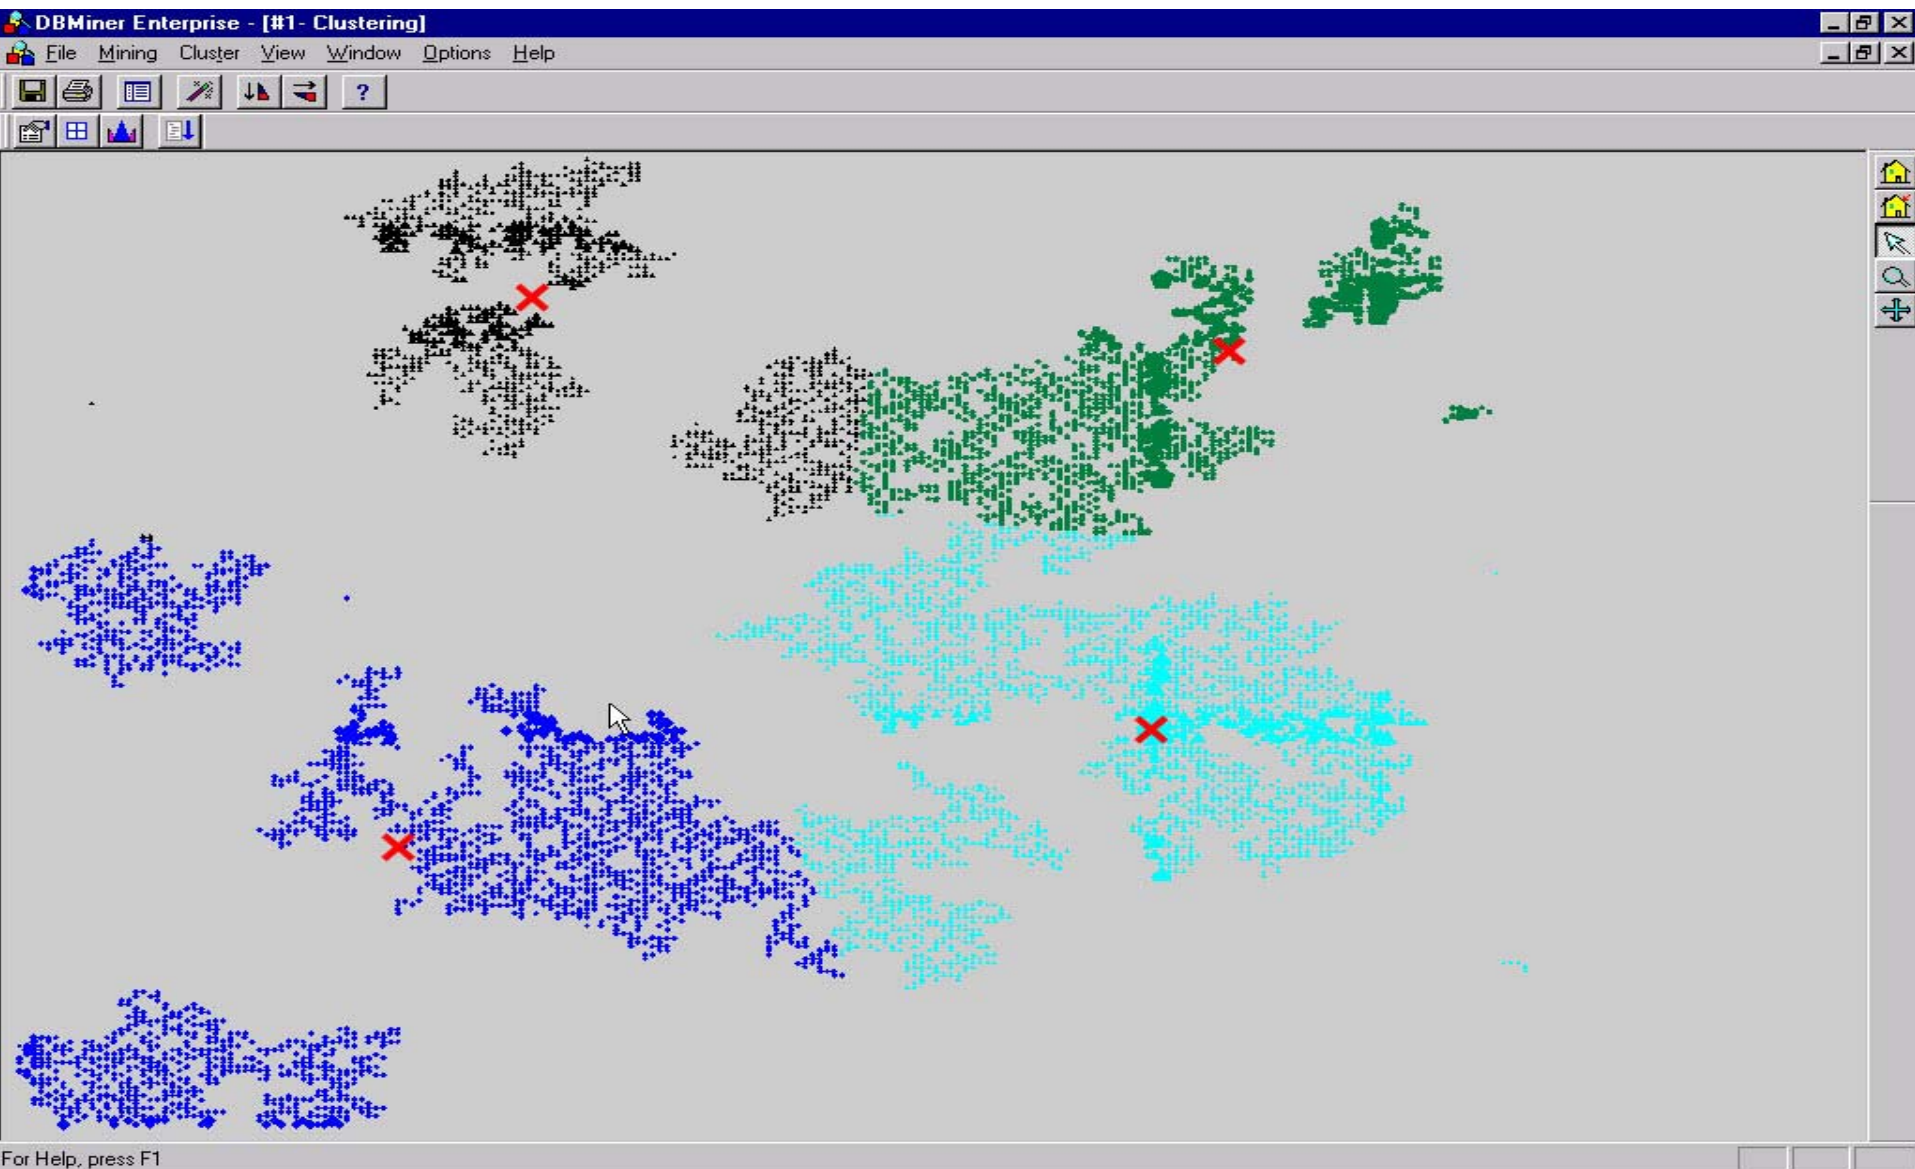 DBMiner Enterprise - [#1- Clustering]
File Mining Cluster View Window Options Help
?
For Help, press F1